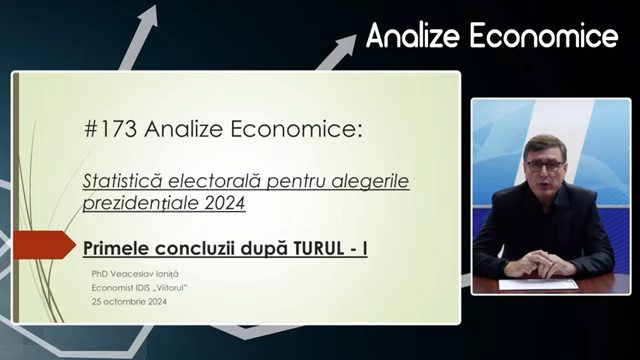 Analize Economice
#173 Analize Economice:
Statistică electorală pentru alegerile
prezidențiale 2024
Primele concluzii după TURUL - I
PhD Veaceslav Ioniță
Economist IDIS „Viitorul”
25 octombrie 2024